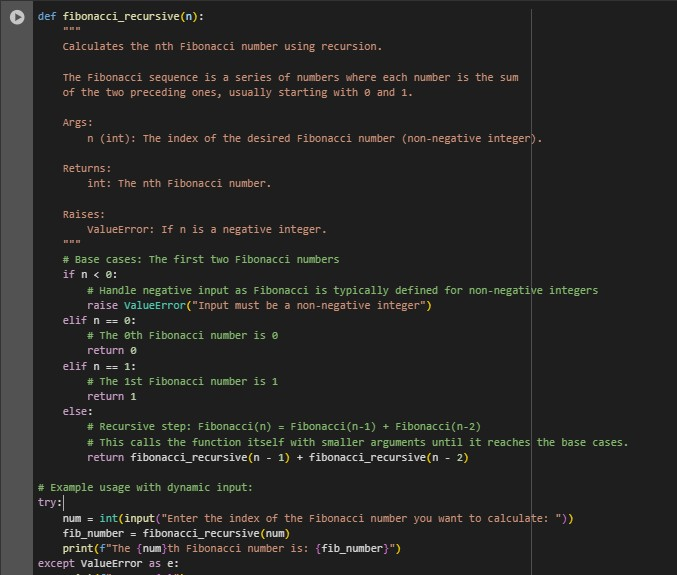 def fibonacci_recursive(n):
    """
    Calculates the nth Fibonacci number using recursion.

    The Fibonacci sequence is a series of numbers where each number is the sum
    of the two preceding ones, usually starting with 0 and 1.

    Args:
        n (int): The index of the desired Fibonacci number (non-negative integer).

    Returns:
        int: The nth Fibonacci number.

    Raises:
        ValueError: If n is a negative integer.
    """
    # Base cases: The first two Fibonacci numbers
    if n < 0:
        # Handle negative input as Fibonacci is typically defined for non-negative integers
        raise ValueError("Input must be a non-negative integer")
    elif n == 0:
        # The 0th Fibonacci number is 0
        return 0
    elif n == 1:
        # The 1st Fibonacci number is 1
        return 1
    else:
        # Recursive step: Fibonacci(n) = Fibonacci(n-1) + Fibonacci(n-2)
        # This calls the function itself with smaller arguments until it reaches the base cases.
        return fibonacci_recursive(n - 1) + fibonacci_recursive(n - 2)

# Example usage with dynamic input:
try:
    num = int(input("Enter the index of the Fibonacci number you want to calculate: "))
    fib_number = fibonacci_recursive(num)
    print(f"The {num}th Fibonacci number is: {fib_number}")
except ValueError as e: